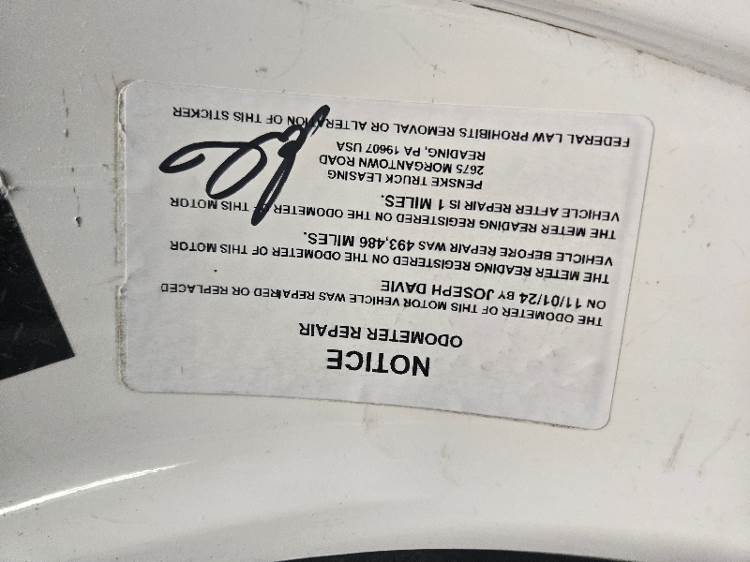 NOTICE
ODOMETER REPAIR
THE ODOMETER OF THIS MOTOR VEHICLE WAS REPAIRED OR REPLACED
ON 11/01/24 BY JOSEPH DAVIE
THE METER READING REGISTERED ON THE ODOMETER OF THIS MOTOR
VEHICLE BEFORE REPAIR WAS 493,486 MILES.
THE METER READING REGISTERED ON THE ODOMETER OF THIS MOTOR
VEHICLE AFTER REPAIR IS 1 MILES.
PENSKE TRUCK LEASING
2675 MORGANTOWN ROAD
READING, PA 19607 USA
FEDERAL LAW PROHIBITS REMOVAL OR ALTERATION OF THIS STICKER